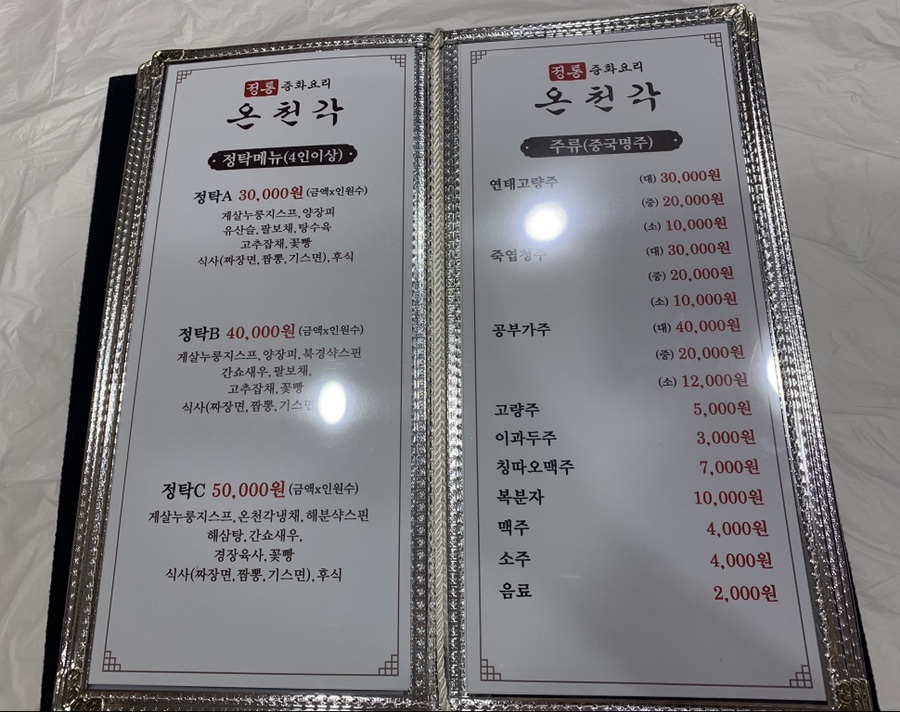 정통 중화요리
온천각
정탁메뉴(4인이상)
정탁A 30,000원 (금액x인원수)
게살누룽지스프, 양장피
유산슬, 팔보채, 탕수육
고추잡채, 꽃빵
식사(짜장면, 짬뽕, 기스면), 후식
정탁B 40,000원 (금액x인원수)
게살누룽지스프, 양장피, 북경샥스핀
간쇼새우, 팔보채,
고추잡채, 꽃빵
식사(짜장면, 짬뽕, 기스면
정탁C 50,000원 (금액x인원수)
게살누룽지스프, 온천각냉채, 해분샥스핀
해삼탕, 간쇼새우,
경장육사, 꽃빵
식사(짜장면, 짬뽕, 기스면), 후식
정통 중화요리
온천각
주류(중국명주)
연태고량주 (대) 30,000원
(중) 20,000원
(소) 10,000원
죽엽청주 (대) 30,000원
(중) 20,000원
(소) 10,000원
공부가주 (대) 40,000원
(중) 20,000원
(소) 12,000원
고량주 5,000원
이과두주 3,000원
칭따오맥주 7,000원
복분자 10,000원
맥주 4,000원
소주 4,000원
음료 2,000원